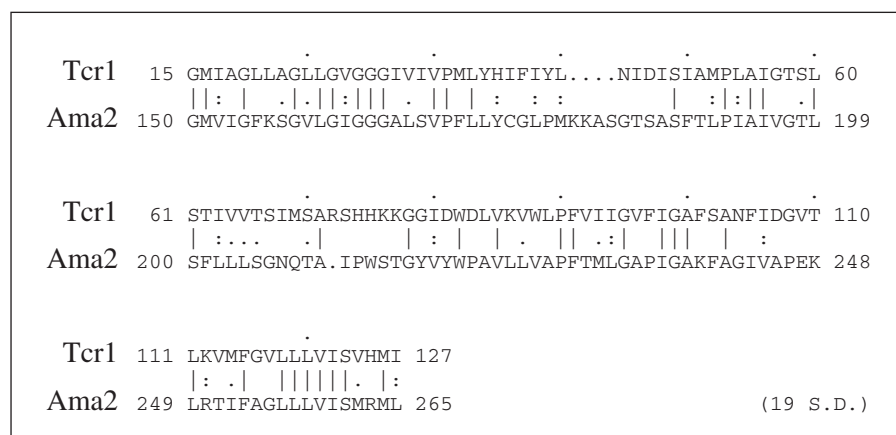 .         .         .         .         .
Tcr1 15 GMIAGLLAGLLGVGGGIVIVPMLYHIFIYL....NIDISIAMPLAIGTSL 60
||: |  .|.||:||| . || | :  : :        |  :|:||  .|
Ama2 150 GMVIGFKSGVLGIGGGALSVPFLLYCGLPMKKASGTSASFTLPIAIVGTL 199
         .         .         .         .         .
Tcr1 61 STIVVTSIMSARSHHKKGGIDWDLVKVWLPFVIIGVFIGAFSANFIDGVT 110
| :...   .|      | : |  | .  || .:|  |||  |  :
Ama2 200 SFLLLSGNQTA.IPWSTGYVYWPAVLLVAPFTMLGAPIGAKFAGIVAPEK 248
         .
Tcr1 111 LKVMFGVLLLVISVHMI 127
|: .|  ||||||. |:
Ama2 249 LRTIFAGLLLVISMRML 265 (19 S.D.)